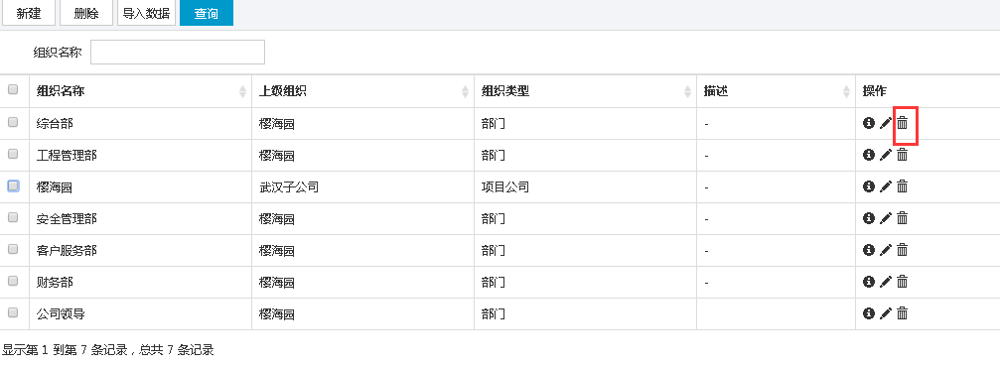 新建 删除 导入数据 查询
组织名称
组织名称 上级组织 组织类型 描述 操作
综合部 樱海园 部门 -
工程管理部 樱海园 部门 -
樱海园 武汉子公司 项目公司 -
安全管理部 樱海园 部门 -
客户服务部 樱海园 部门 -
财务部 樱海园 部门 -
公司领导 樱海园 部门
显示第 1 到第 7 条记录，总共 7 条记录